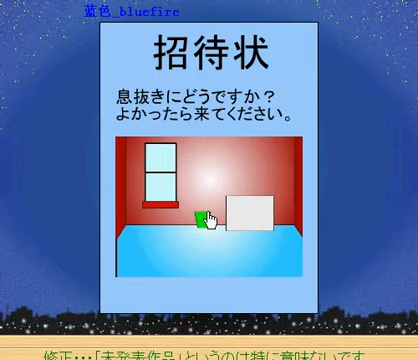 蓝色_bluefire
招待状
息抜きにどうですか？
よかったら来てください。
修正・・・「未発表作品」というのは特に意味ないです